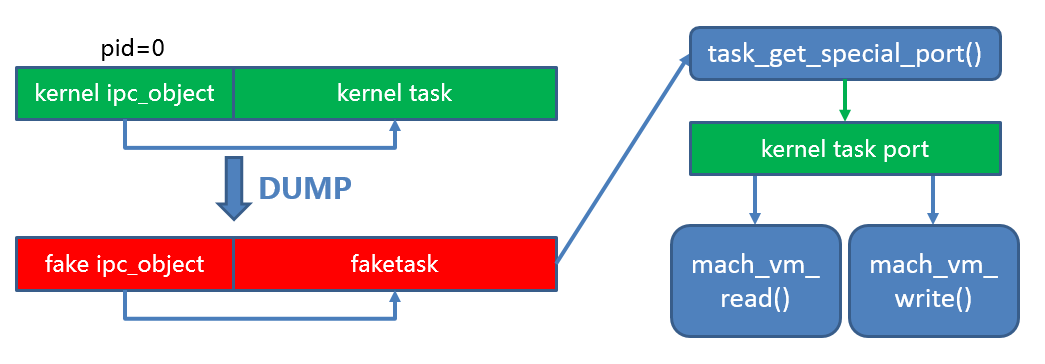 pid=0
kernel ipc_object
kernel task
DUMP
fake ipc_object
faketask
task_get_special_port()
kernel task port
mach_vm_
read()
mach_vm_
write()